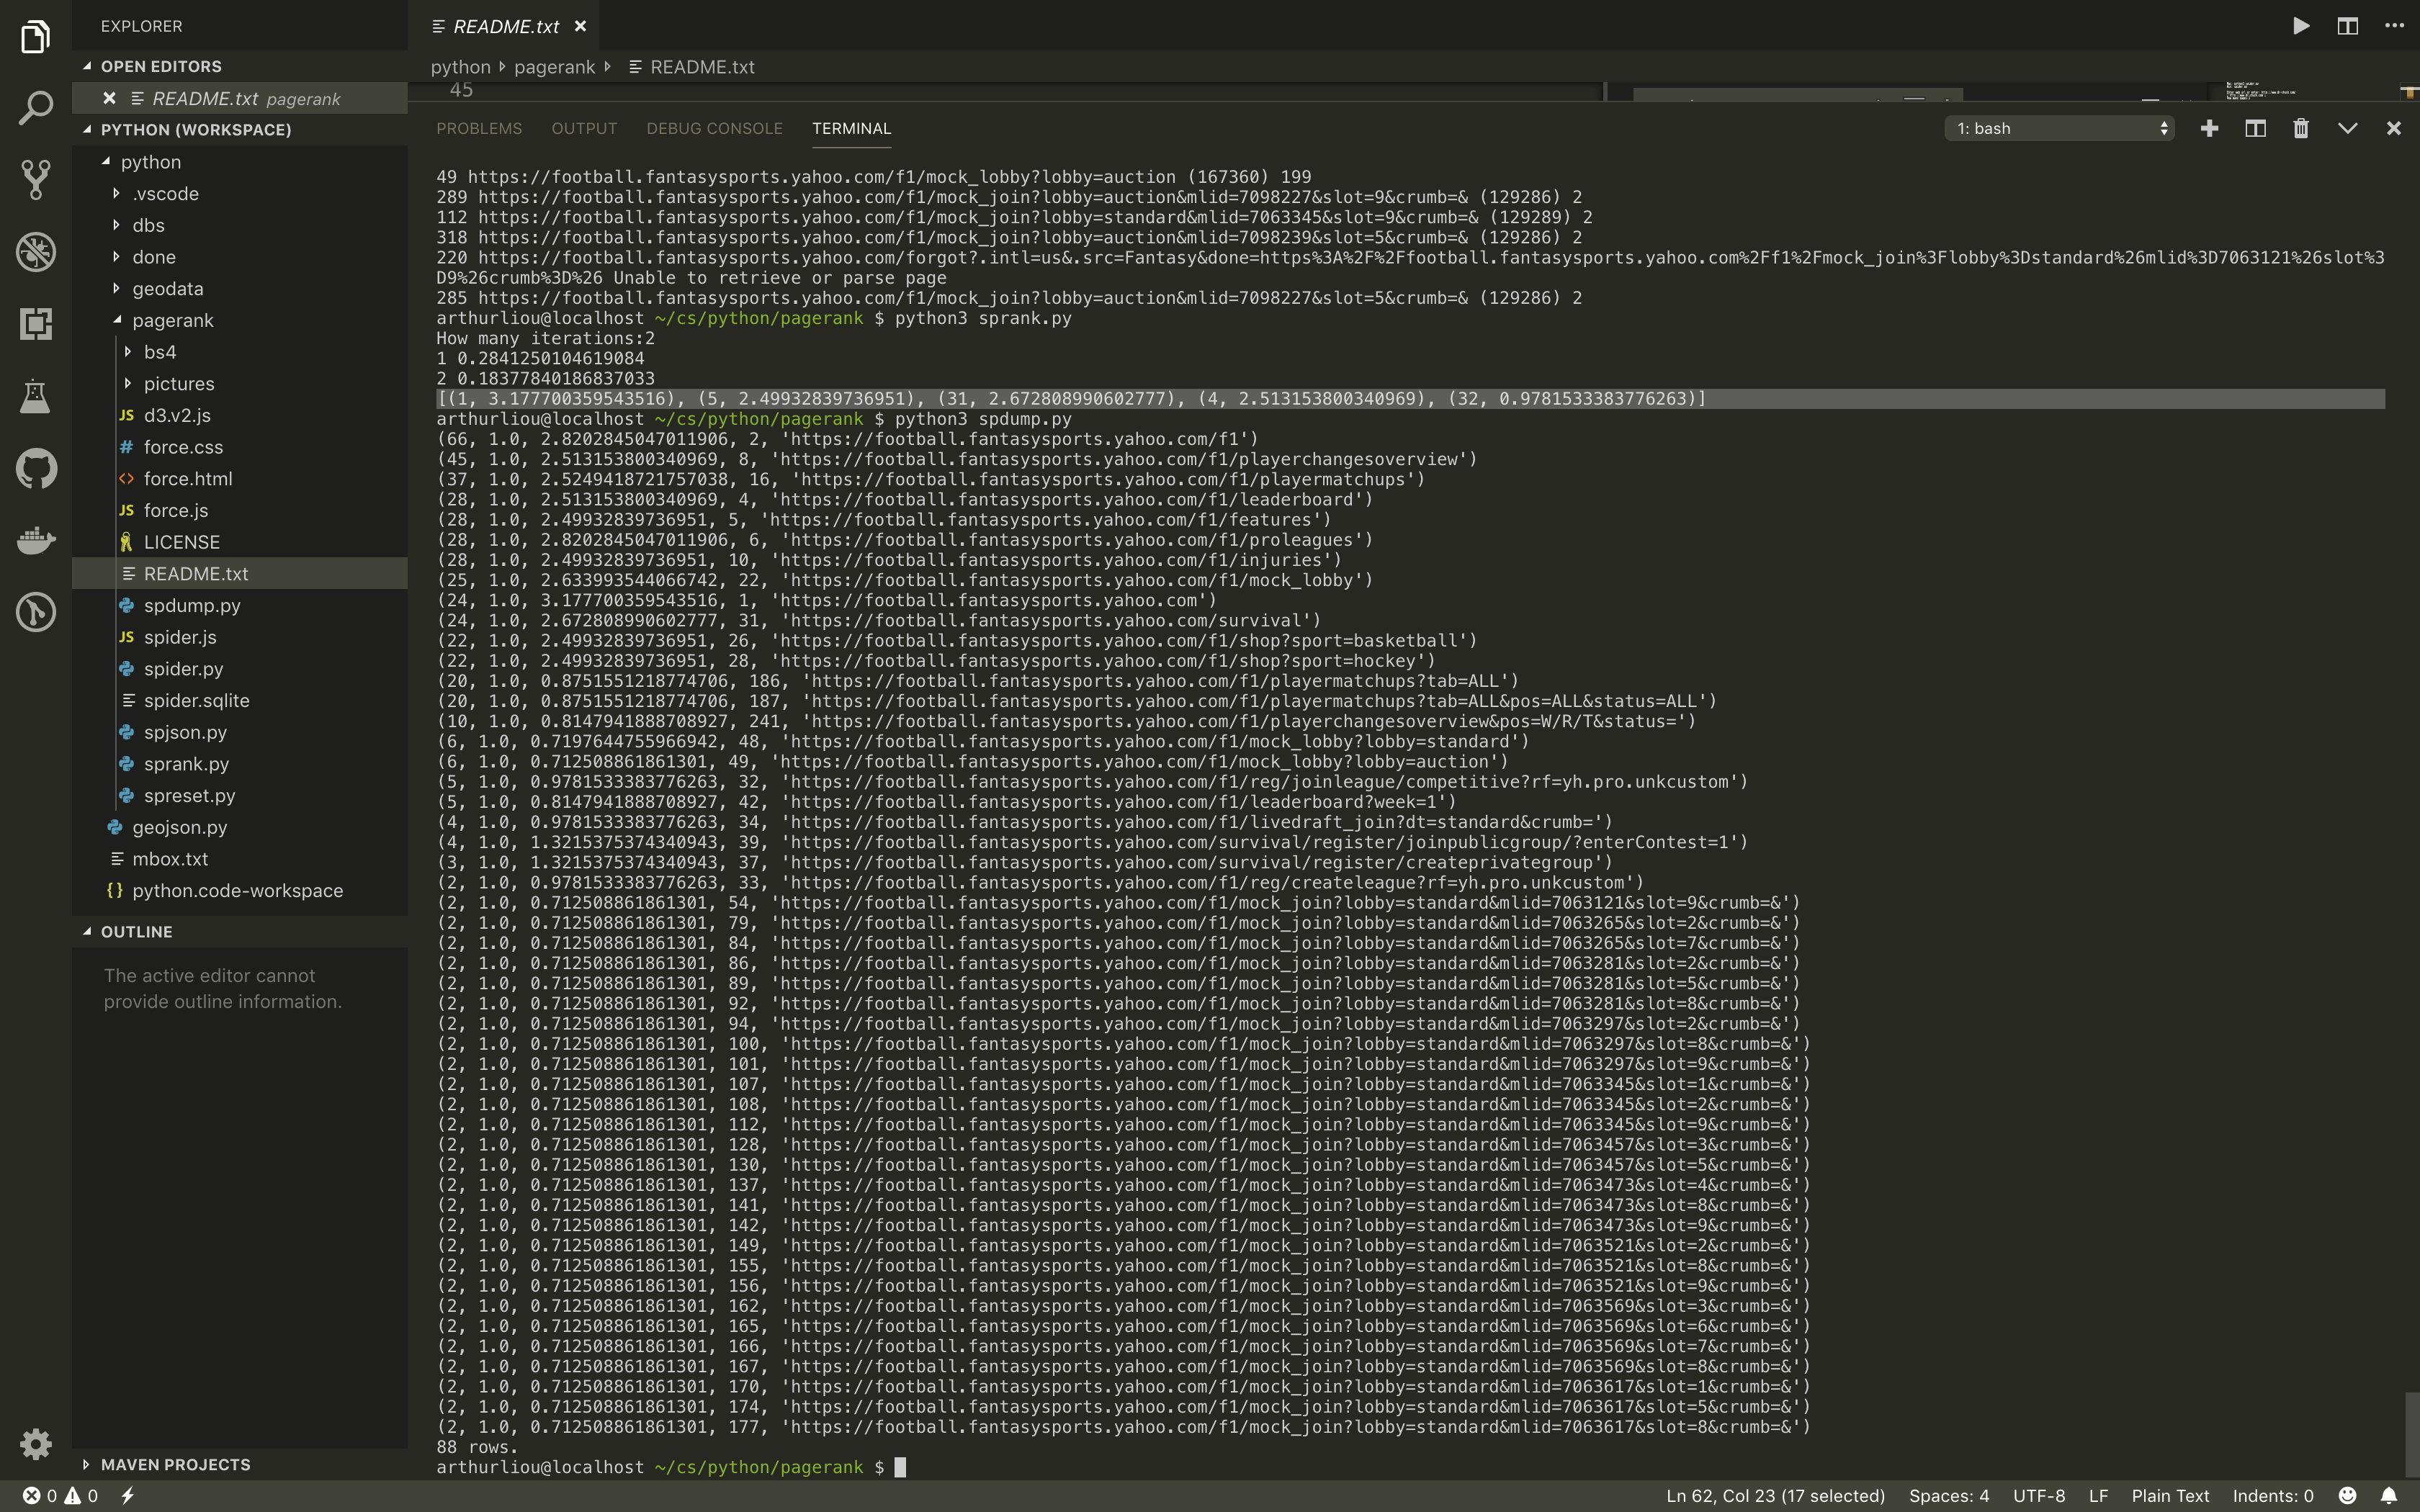 EXPLORER
OPEN EDITORS
README.txt pagerank
PYTHON (WORKSPACE)
python
.vscode
dbs
done
geodata
pagerank
bs4
pictures
JS d3.v2.js
# force.css
<> force.html
JS force.js
LICENSE
README.txt
spdump.py
JS spider.js
spider.py
spider.sqlite
spjson.py
sprank.py
spreset.py
geojson.py
mbox.txt
{} python.code-workspace
OUTLINE
The active editor cannot
provide outline information.
MAVEN PROJECTS
README.txt
python pagerank README.txt
45
PROBLEMS OUTPUT DEBUG CONSOLE TERMINAL
1: bash
49 https://football.fantasysports.yahoo.com/f1/mock_lobby?lobby=auction (167360) 199
289 https://football.fantasysports.yahoo.com/f1/mock_join?lobby=auction&mlid=7098227&slot=9&crumb=& (129286) 2
112 https://football.fantasysports.yahoo.com/f1/mock_join?lobby=standard&mlid=7063345&slot=9&crumb=& (129289) 2
318 https://football.fantasysports.yahoo.com/f1/mock_join?lobby=auction&mlid=7098239&slot=5&crumb=& (129286) 2
220 https://football.fantasysports.yahoo.com/forgot?.intl=us&.src=Fantasy&done=https%3A%2F%2Ffootball.fantasysports.yahoo.com%2Ff1%2Fmock_join%3Flobby%3Dstandard%26mlid%3D7063121%26slot%3
D9%26crumb%3D%26 Unable to retrieve or parse page
285 https://football.fantasysports.yahoo.com/f1/mock_join?lobby=auction&mlid=7098227&slot=5&crumb=& (129286) 2
arthurliou@localhost ~/cs/python/pagerank $ python3 sprank.py
How many iterations:2
1 0.2841250104619084
2 0.18377840186837033
[(1, 3.177700359543516), (5, 2.49932839736951), (31, 2.672808990602777), (4, 2.513153800340969), (32, 0.9781533383776263)]
arthurliou@localhost ~/cs/python/pagerank $ python3 spdump.py
(66, 1.0, 2.8202845047011906, 2, 'https://football.fantasysports.yahoo.com/f1')
(45, 1.0, 2.513153800340969, 8, 'https://football.fantasysports.yahoo.com/f1/playerchangesoverview')
(37, 1.0, 2.5249418721757038, 16, 'https://football.fantasysports.yahoo.com/f1/playermatchups')
(28, 1.0, 2.513153800340969, 4, 'https://football.fantasysports.yahoo.com/f1/leaderboard')
(28, 1.0, 2.49932839736951, 5, 'https://football.fantasysports.yahoo.com/f1/features')
(28, 1.0, 2.8202845047011906, 6, 'https://football.fantasysports.yahoo.com/f1/proleagues')
(28, 1.0, 2.49932839736951, 10, 'https://football.fantasysports.yahoo.com/f1/injuries')
(25, 1.0, 2.633993544066742, 22, 'https://football.fantasysports.yahoo.com/f1/mock_lobby')
(24, 1.0, 3.177700359543516, 1, 'https://football.fantasysports.yahoo.com')
(24, 1.0, 2.672808990602777, 31, 'https://football.fantasysports.yahoo.com/survival')
(22, 1.0, 2.49932839736951, 26, 'https://football.fantasysports.yahoo.com/f1/shop?sport=basketball')
(22, 1.0, 2.49932839736951, 28, 'https://football.fantasysports.yahoo.com/f1/shop?sport=hockey')
(20, 1.0, 0.8751551218774706, 186, 'https://football.fantasysports.yahoo.com/f1/playermatchups?tab=ALL')
(20, 1.0, 0.8751551218774706, 187, 'https://football.fantasysports.yahoo.com/f1/playermatchups?tab=ALL&pos=ALL&status=ALL')
(10, 1.0, 0.8147941888708927, 241, 'https://football.fantasysports.yahoo.com/f1/playerchangesoverview&pos=W/R/T&status=')
(6, 1.0, 0.7197644755966942, 48, 'https://football.fantasysports.yahoo.com/f1/mock_lobby?lobby=standard')
(6, 1.0, 0.712508861861301, 49, 'https://football.fantasysports.yahoo.com/f1/mock_lobby?lobby=auction')
(5, 1.0, 0.9781533383776263, 32, 'https://football.fantasysports.yahoo.com/f1/reg/joinleague/competitive?rf=yh.pro.unkcustom')
(5, 1.0, 0.8147941888708927, 42, 'https://football.fantasysports.yahoo.com/f1/leaderboard?week=1')
(4, 1.0, 0.9781533383776263, 34, 'https://football.fantasysports.yahoo.com/f1/livedraft_join?dt=standard&crumb=')
(4, 1.0, 1.3215375374340943, 39, 'https://football.fantasysports.yahoo.com/survival/register/joinpublicgroup/?enterContest=1')
(3, 1.0, 1.3215375374340943, 37, 'https://football.fantasysports.yahoo.com/survival/register/createprivategroup')
(2, 1.0, 0.9781533383776263, 33, 'https://football.fantasysports.yahoo.com/f1/reg/createleague?rf=yh.pro.unkcustom')
(2, 1.0, 0.712508861861301, 54, 'https://football.fantasysports.yahoo.com/f1/mock_join?lobby=standard&mlid=7063121&slot=9&crumb=&')
(2, 1.0, 0.712508861861301, 79, 'https://football.fantasysports.yahoo.com/f1/mock_join?lobby=standard&mlid=7063265&slot=2&crumb=&')
(2, 1.0, 0.712508861861301, 84, 'https://football.fantasysports.yahoo.com/f1/mock_join?lobby=standard&mlid=7063265&slot=7&crumb=&')
(2, 1.0, 0.712508861861301, 86, 'https://football.fantasysports.yahoo.com/f1/mock_join?lobby=standard&mlid=7063281&slot=2&crumb=&')
(2, 1.0, 0.712508861861301, 89, 'https://football.fantasysports.yahoo.com/f1/mock_join?lobby=standard&mlid=7063281&slot=5&crumb=&')
(2, 1.0, 0.712508861861301, 92, 'https://football.fantasysports.yahoo.com/f1/mock_join?lobby=standard&mlid=7063281&slot=8&crumb=&')
(2, 1.0, 0.712508861861301, 94, 'https://football.fantasysports.yahoo.com/f1/mock_join?lobby=standard&mlid=7063297&slot=2&crumb=&')
(2, 1.0, 0.712508861861301, 100, 'https://football.fantasysports.yahoo.com/f1/mock_join?lobby=standard&mlid=7063297&slot=8&crumb=&')
(2, 1.0, 0.712508861861301, 101, 'https://football.fantasysports.yahoo.com/f1/mock_join?lobby=standard&mlid=7063297&slot=9&crumb=&')
(2, 1.0, 0.712508861861301, 107, 'https://football.fantasysports.yahoo.com/f1/mock_join?lobby=standard&mlid=7063345&slot=1&crumb=&')
(2, 1.0, 0.712508861861301, 108, 'https://football.fantasysports.yahoo.com/f1/mock_join?lobby=standard&mlid=7063345&slot=2&crumb=&')
(2, 1.0, 0.712508861861301, 112, 'https://football.fantasysports.yahoo.com/f1/mock_join?lobby=standard&mlid=7063345&slot=9&crumb=&')
(2, 1.0, 0.712508861861301, 128, 'https://football.fantasysports.yahoo.com/f1/mock_join?lobby=standard&mlid=7063457&slot=3&crumb=&')
(2, 1.0, 0.712508861861301, 130, 'https://football.fantasysports.yahoo.com/f1/mock_join?lobby=standard&mlid=7063457&slot=5&crumb=&')
(2, 1.0, 0.712508861861301, 137, 'https://football.fantasysports.yahoo.com/f1/mock_join?lobby=standard&mlid=7063473&slot=4&crumb=&')
(2, 1.0, 0.712508861861301, 141, 'https://football.fantasysports.yahoo.com/f1/mock_join?lobby=standard&mlid=7063473&slot=8&crumb=&')
(2, 1.0, 0.712508861861301, 142, 'https://football.fantasysports.yahoo.com/f1/mock_join?lobby=standard&mlid=7063473&slot=9&crumb=&')
(2, 1.0, 0.712508861861301, 149, 'https://football.fantasysports.yahoo.com/f1/mock_join?lobby=standard&mlid=7063521&slot=2&crumb=&')
(2, 1.0, 0.712508861861301, 155, 'https://football.fantasysports.yahoo.com/f1/mock_join?lobby=standard&mlid=7063521&slot=8&crumb=&')
(2, 1.0, 0.712508861861301, 156, 'https://football.fantasysports.yahoo.com/f1/mock_join?lobby=standard&mlid=7063521&slot=9&crumb=&')
(2, 1.0, 0.712508861861301, 162, 'https://football.fantasysports.yahoo.com/f1/mock_join?lobby=standard&mlid=7063569&slot=3&crumb=&')
(2, 1.0, 0.712508861861301, 165, 'https://football.fantasysports.yahoo.com/f1/mock_join?lobby=standard&mlid=7063569&slot=6&crumb=&')
(2, 1.0, 0.712508861861301, 166, 'https://football.fantasysports.yahoo.com/f1/mock_join?lobby=standard&mlid=7063569&slot=7&crumb=&')
(2, 1.0, 0.712508861861301, 167, 'https://football.fantasysports.yahoo.com/f1/mock_join?lobby=standard&mlid=7063569&slot=8&crumb=&')
(2, 1.0, 0.712508861861301, 170, 'https://football.fantasysports.yahoo.com/f1/mock_join?lobby=standard&mlid=7063617&slot=1&crumb=&')
(2, 1.0, 0.712508861861301, 174, 'https://football.fantasysports.yahoo.com/f1/mock_join?lobby=standard&mlid=7063617&slot=5&crumb=&')
(2, 1.0, 0.712508861861301, 177, 'https://football.fantasysports.yahoo.com/f1/mock_join?lobby=standard&mlid=7063617&slot=8&crumb=&')
88 rows.
arthurliou@localhost ~/cs/python/pagerank $
0 0 Ln 62, Col 23 (17 selected) Spaces: 4 UTF-8 LF Plain Text Indents: 0